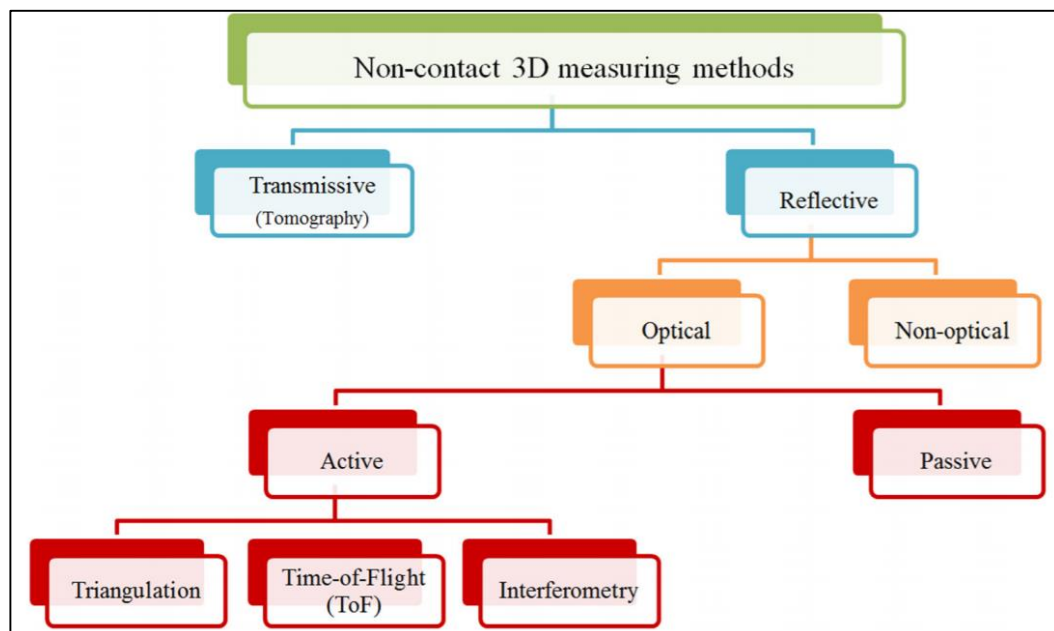 Non-contact 3D measuring methods
Transmissive
(Tomography)
Reflective
Optical
Non-optical
Active
Passive
Triangulation
Time-of-Flight
(ToF)
Interferometry